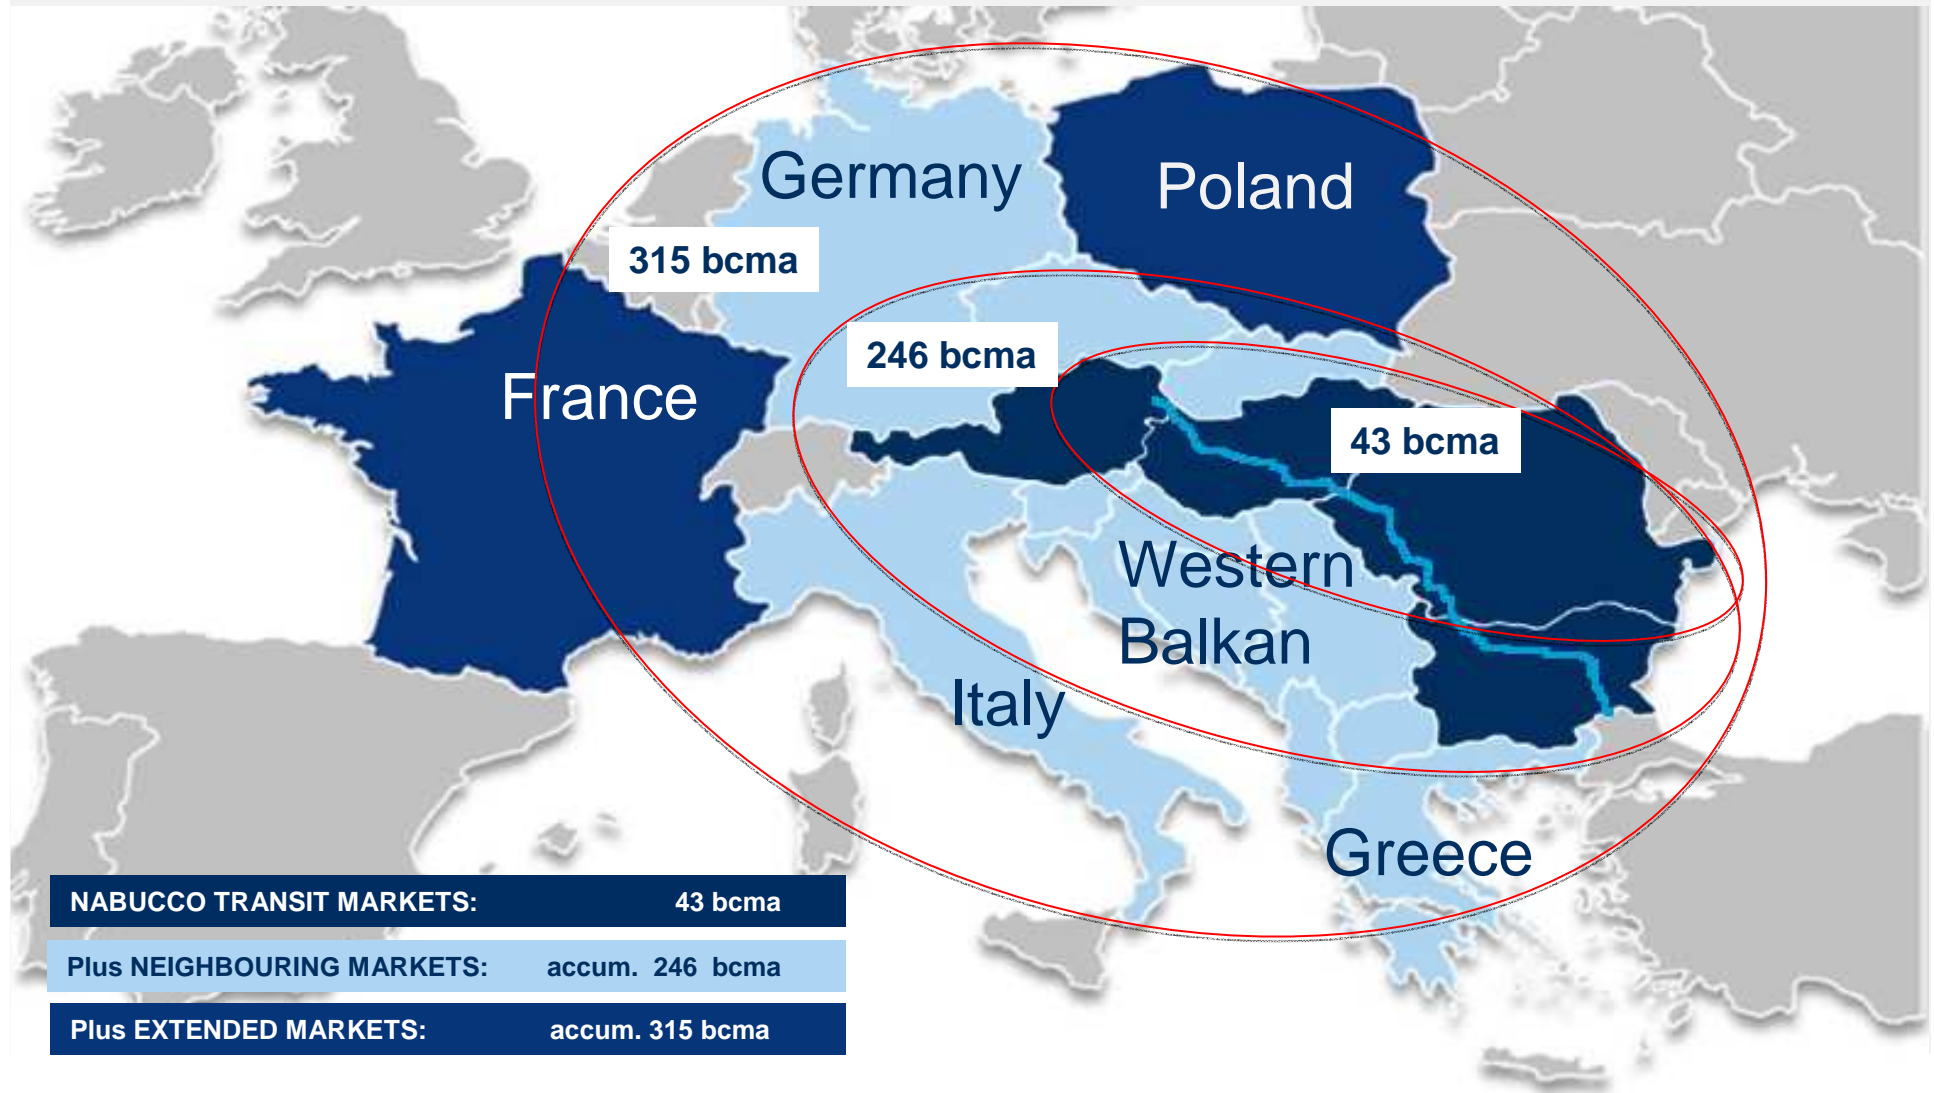 Germany
Poland
315 bcma
246 bcma
France
43 bcma
Western
Balkan
Italy
Greece
NABUCCO TRANSIT MARKETS: 43 bcma
Plus NEIGHBOURING MARKETS: accum. 246 bcma
Plus EXTENDED MARKETS: accum. 315 bcma